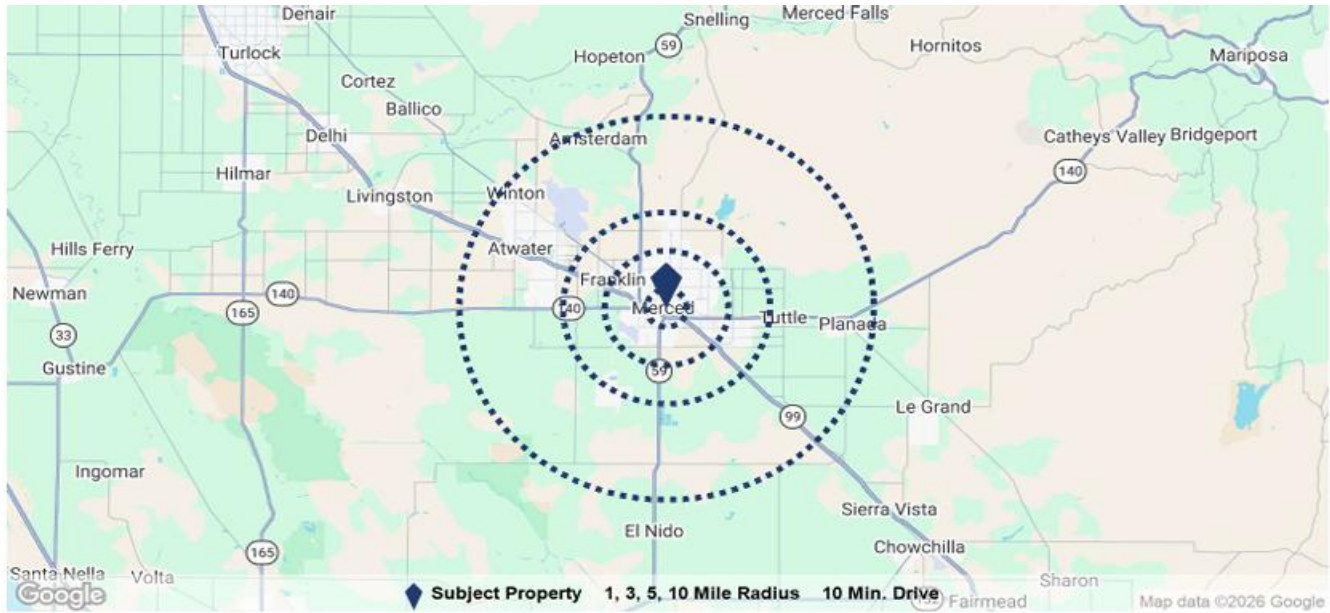 Denair
Snelling
Merced Falls
Turlock
59
Hopeton
Hornitos
Mariposa
Cortez
Ballico
Delhi
Amsterdam
Catheys Valley
Bridgeport
140
Hilmar
Livingston
Winton
Hills Ferry
Atwater
Franklin
Newman
140
165
140
Merced
Tuttle
Planada
33
Gustine
59
99
Le Grand
Ingomar
El Nido
Sierra Vista
165
Chowchilla
Santa Nella
Volta
Sharon
Google
Subject Property 1, 3, 5, 10 Mile Radius 10 Min. Drive
152
Fairmead
Map data ©2026 Google